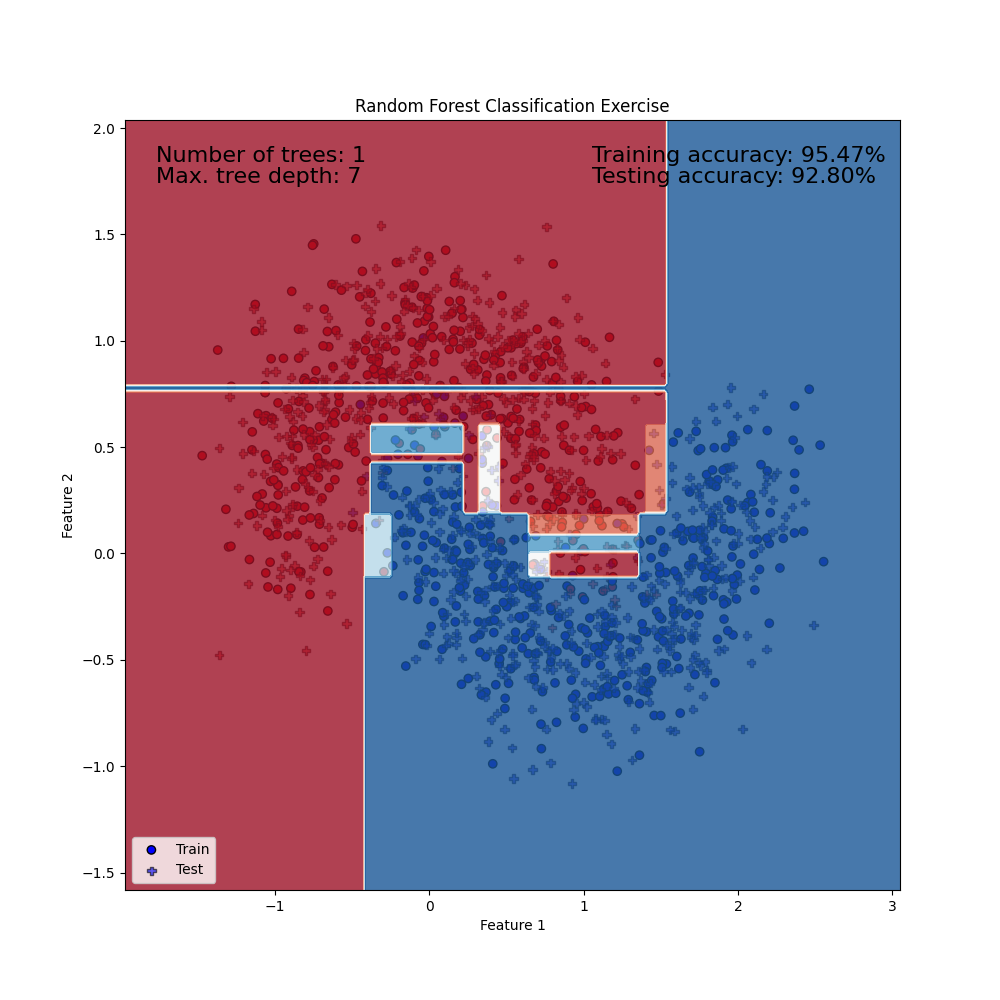 Random Forest Classification Exercise
Number of trees: 1
Max. tree depth: 7
Training accuracy: 95.47%
Testing accuracy: 92.80%
2.0
1.5
1.0
0.5
0.0
−0.5
−1.0
−1.5
Feature 2
Train
Test
−1
0
1
2
3
Feature 1